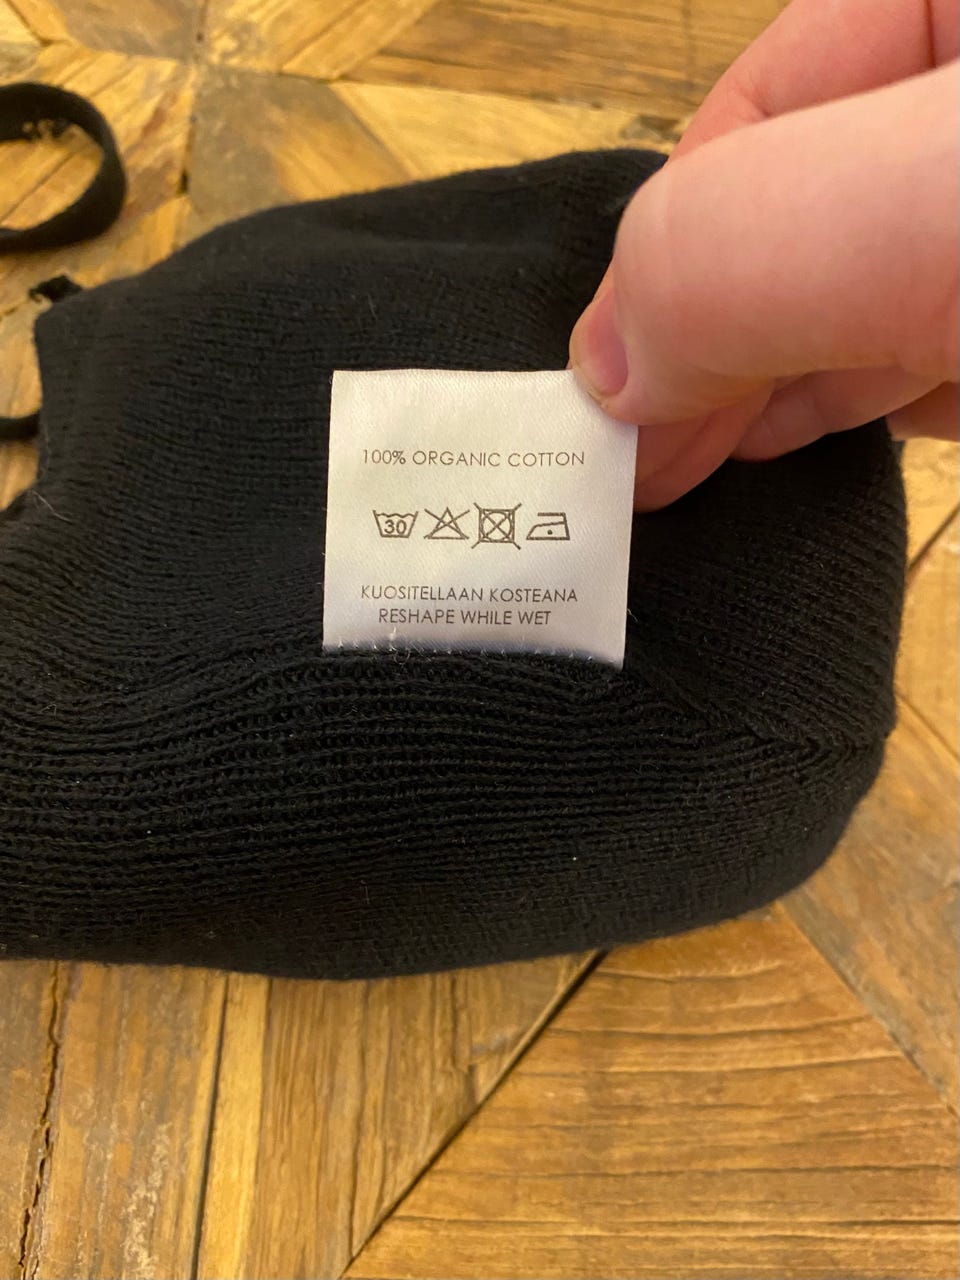 100% ORGANIC COTTON
30
KUOSITELLAAN KOSTEANA
RESHAPE WHILE WET